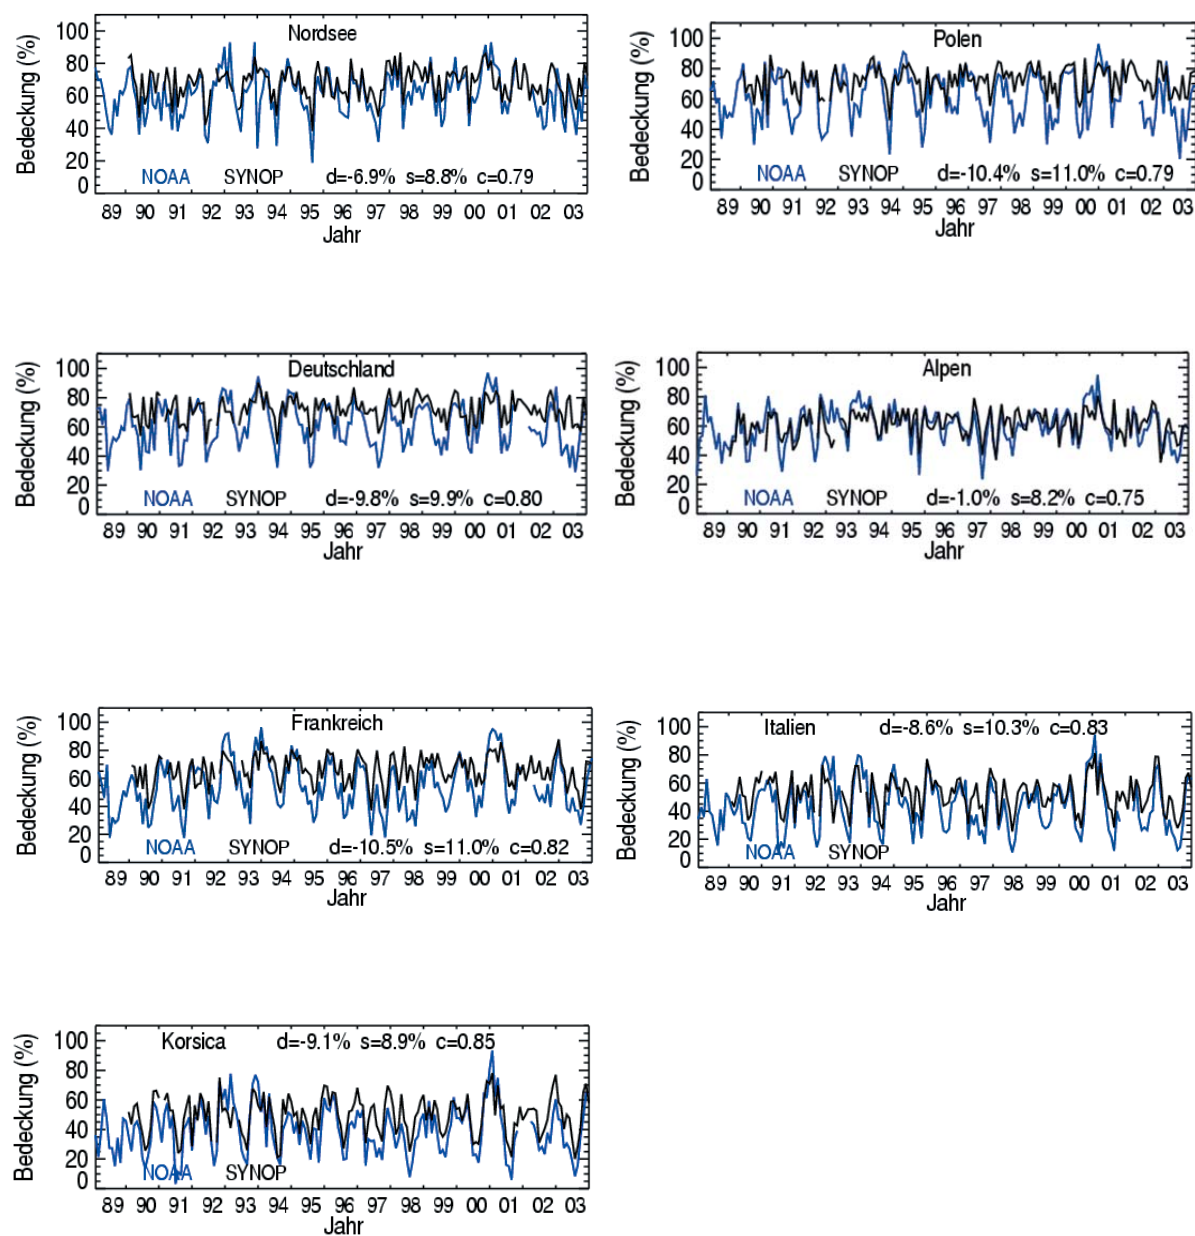 Nordsee
Bedeckung (%)
100
80
60
40
20
0
NOAA SYNOP d=-6.9% s=8.8% c=0.79
89 90 91 92 93 94 95 96 97 98 99 00 01 02 03
Jahr
Polen
Bedeckung (%)
100
80
60
40
20
0
NOAA SYNOP d=-10.4% s=11.0% c=0.79
89 90 91 92 93 94 95 96 97 98 99 00 01 02 03
Jahr
Deutschland
Bedeckung (%)
100
80
60
40
20
0
NOAA SYNOP d=-9.8% s=9.9% c=0.80
89 90 91 92 93 94 95 96 97 98 99 00 01 02 03
Jahr
Alpen
Bedeckung (%)
100
80
60
40
20
0
NOAA SYNOP d=-1.0% s=8.2% c=0.75
89 90 91 92 93 94 95 96 97 98 99 00 01 02 03
Jahr
Frankreich
Bedeckung (%)
100
80
60
40
20
0
NOAA SYNOP d=-10.5% s=11.0% c=0.82
89 90 91 92 93 94 95 96 97 98 99 00 01 02 03
Jahr
Italien d=-8.6% s=10.3% c=0.83
Bedeckung (%)
100
80
60
40
20
0
NOAA SYNOP
89 90 91 92 93 94 95 96 97 98 99 00 01 02 03
Jahr
Korsica d=-9.1% s=8.9% c=0.85
Bedeckung (%)
100
80
60
40
20
0
NOAA SYNOP
89 90 91 92 93 94 95 96 97 98 99 00 01 02 03
Jahr